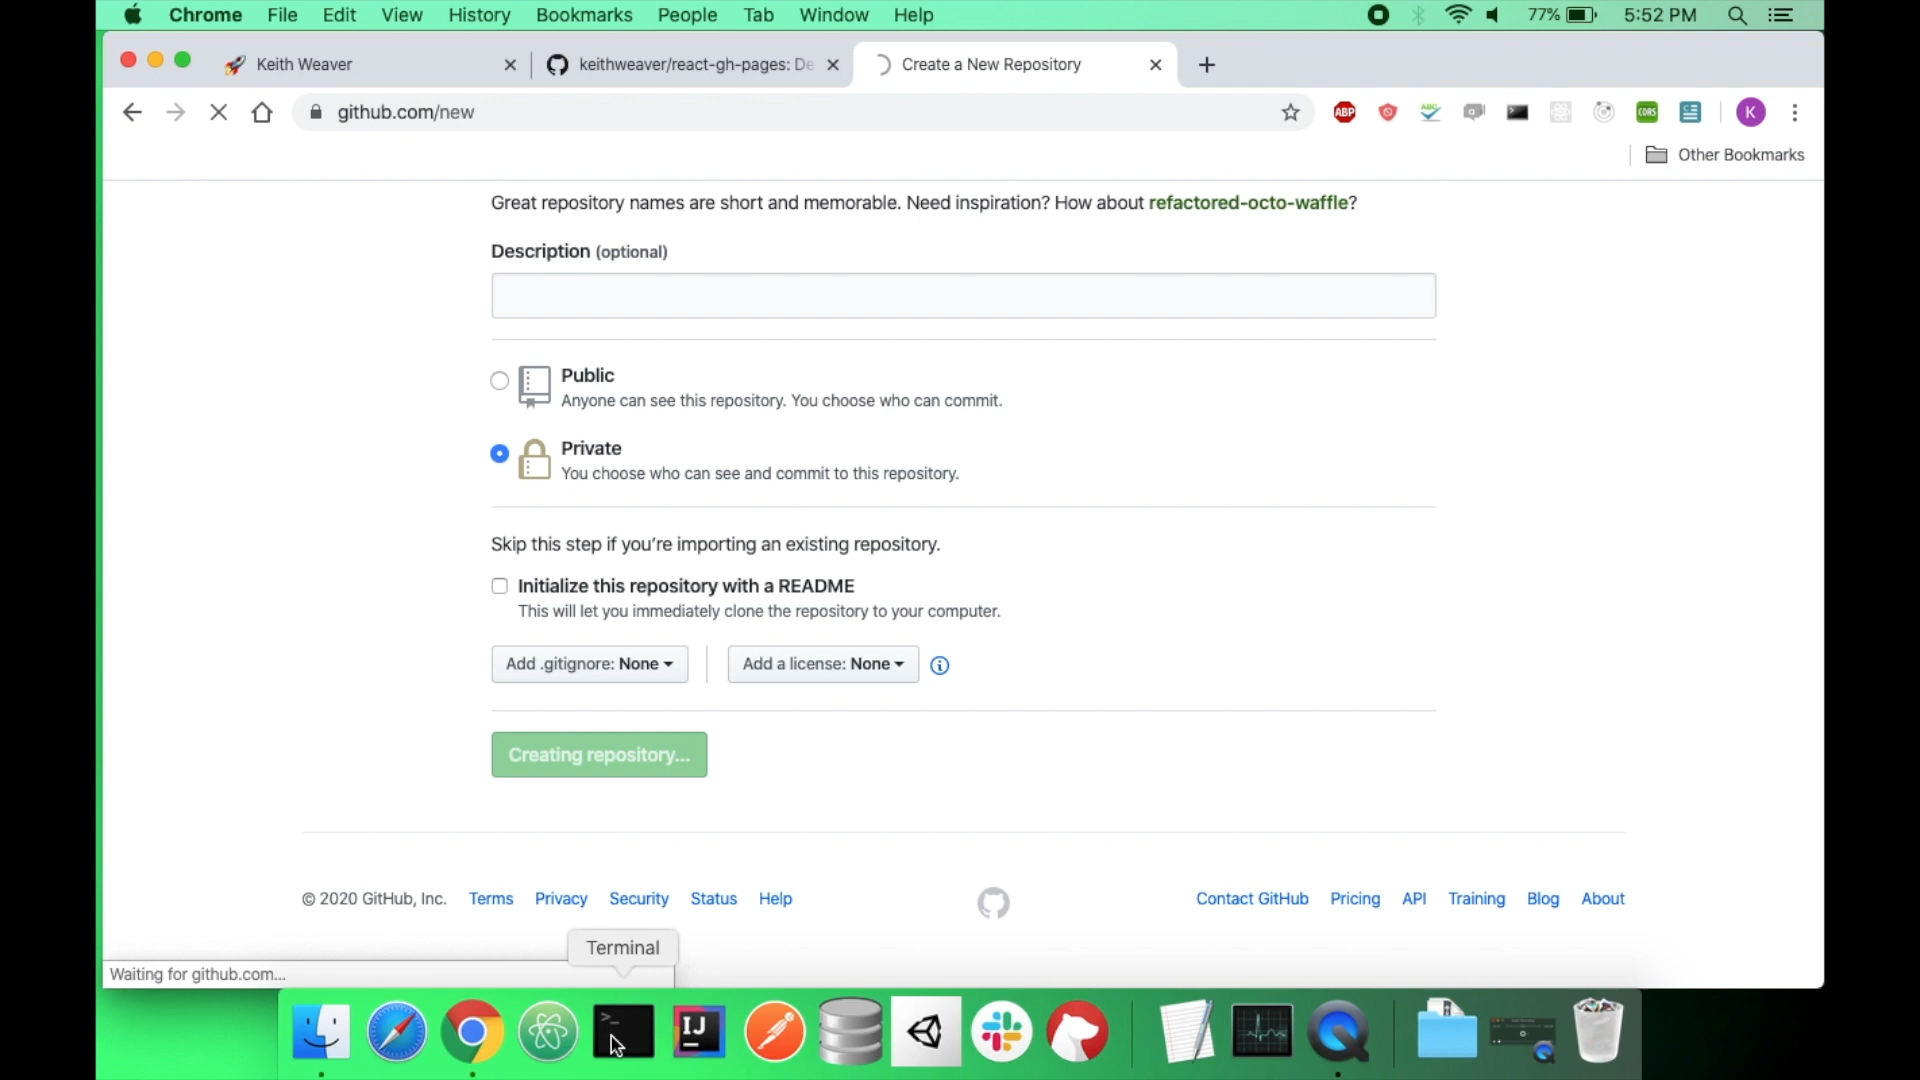 Chrome File Edit View History Bookmarks People Tab Window Help 77% 5:52 PM
Keith Weaver keithweaver/react-gh-pages: De Create a New Repository
github.com/new ABP ABC CORS K
Other Bookmarks
Great repository names are short and memorable. Need inspiration? How about refactored-octo-waffle?
Description (optional)
Public
Anyone can see this repository. You choose who can commit.
Private
You choose who can see and commit to this repository.
Skip this step if you’re importing an existing repository.
Initialize this repository with a README
This will let you immediately clone the repository to your computer.
Add .gitignore: None Add a license: None
Creating repository...
© 2020 GitHub, Inc. Terms Privacy Security Status Help Contact GitHub Pricing API Training Blog About
Terminal
Waiting for github.com...
>_ IJ